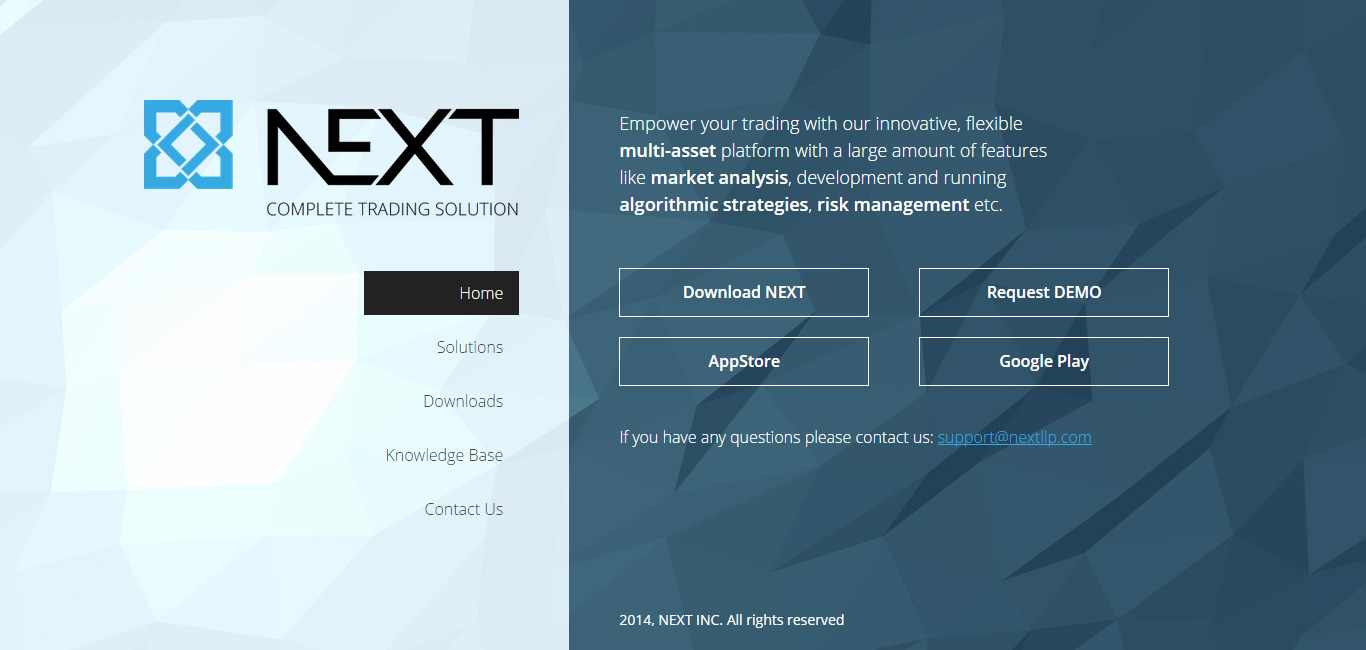 NEXT
COMPLETE TRADING SOLUTION
Home
Solutions
Downloads
Knowledge Base
Contact Us
Empower your trading with our innovative, flexible
multi-asset platform with a large amount of features
like market analysis, development and running
algorithmic strategies, risk management etc.
Download NEXT
Request DEMO
AppStore
Google Play
If you have any questions please contact us: support@nextllp.com
2014, NEXT INC. All rights reserved